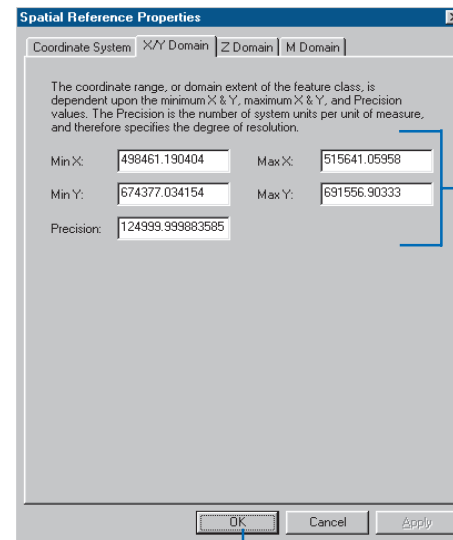 Spatial Reference Properties
Coordinate System X/Y Domain Z Domain M Domain
The coordinate range, or domain extent of the feature class, is
dependent upon the minimum X & Y, maximum X & Y, and Precision
values. The Precision is the number of system units per unit of measure,
and therefore specifies the degree of resolution.
Min X: 498461.190404 Max X: 515641.05958
Min Y: 674377.034154 Max Y: 691556.90333
Precision: 124999.999883585
OK Cancel Apply